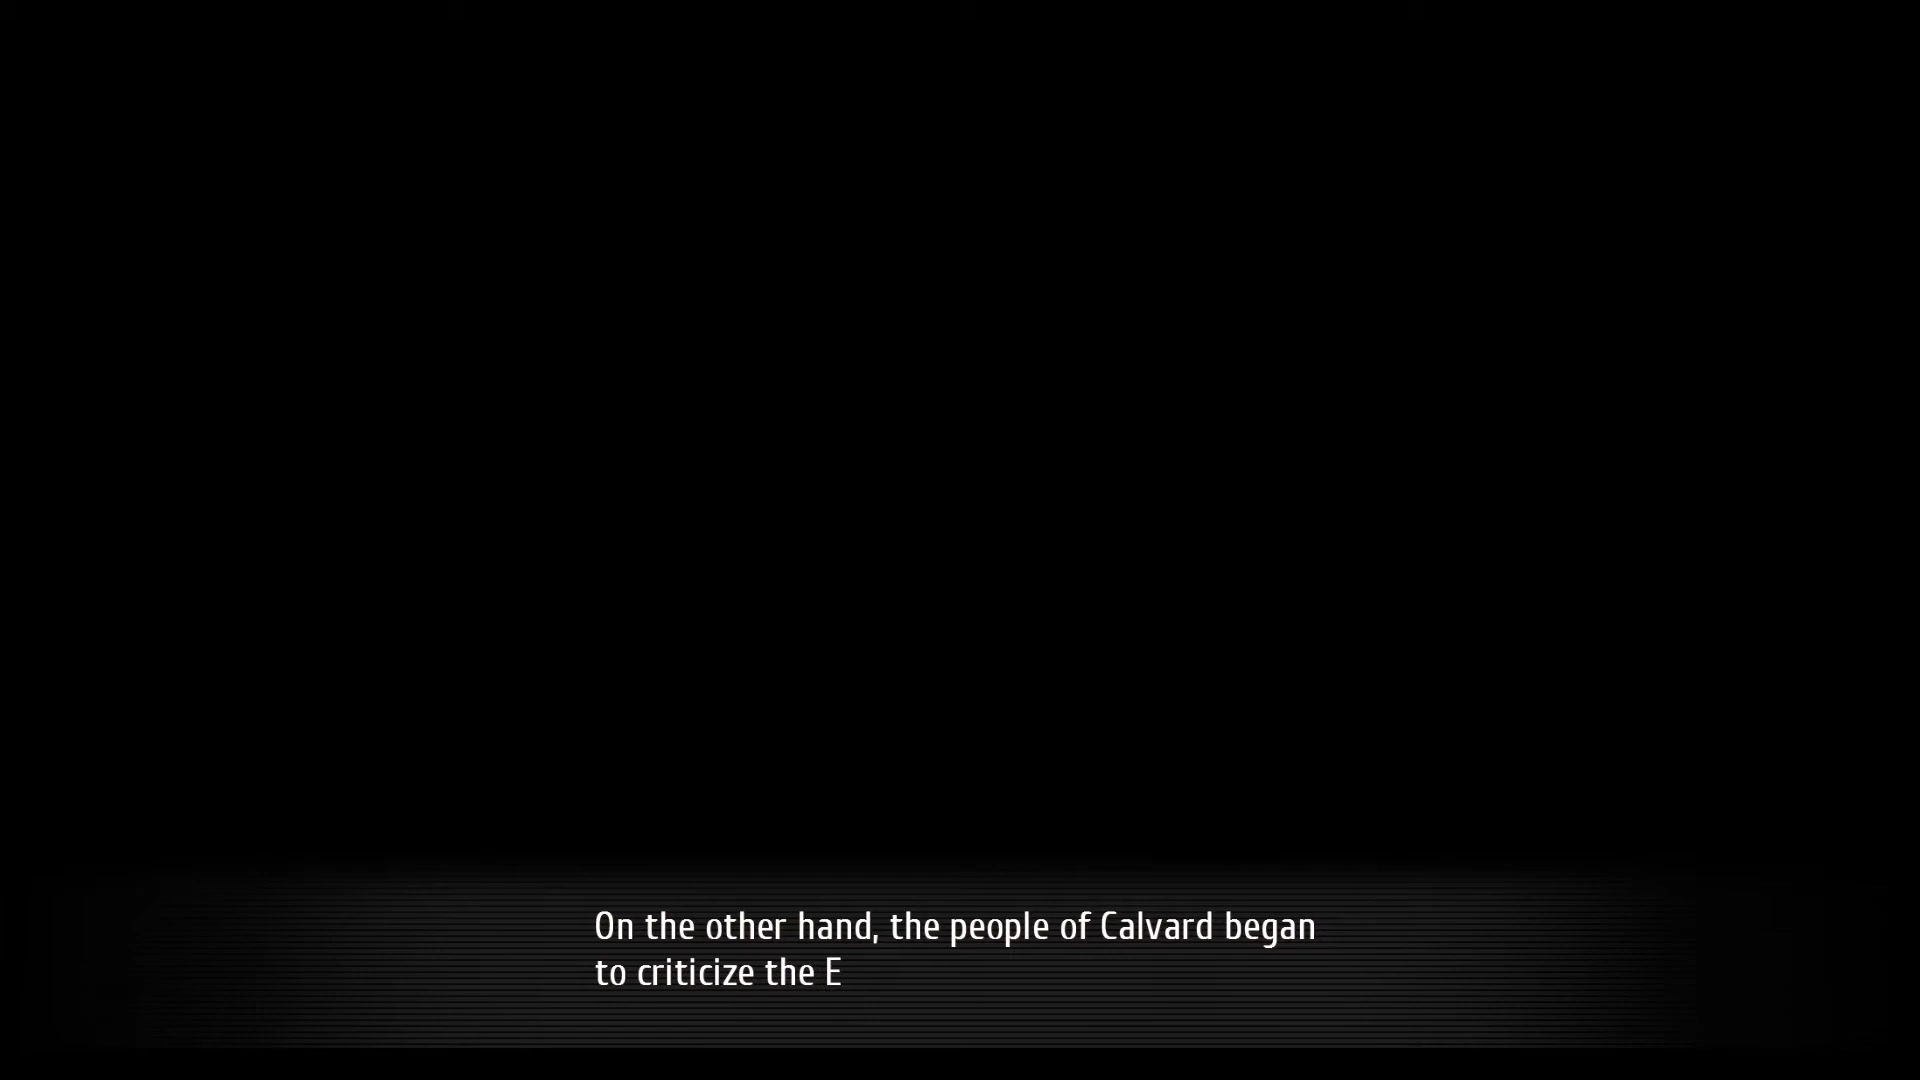 On the other hand, the people of Calvard began
to criticize the E